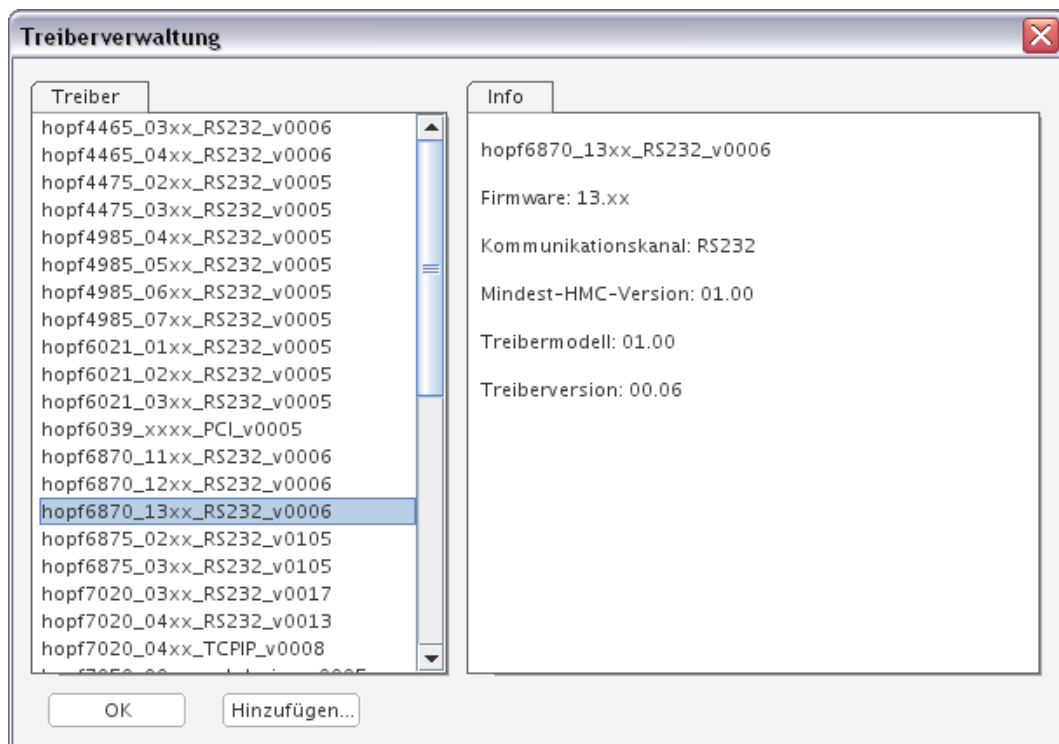 Treiberverwaltung
Treiber
hopf4465_03xx_RS232_v0006
hopf4465_04xx_RS232_v0006
hopf4475_02xx_RS232_v0005
hopf4475_03xx_RS232_v0005
hopf4985_04xx_RS232_v0005
hopf4985_05xx_RS232_v0005
hopf4985_06xx_RS232_v0005
hopf4985_07xx_RS232_v0005
hopf6021_01xx_RS232_v0005
hopf6021_02xx_RS232_v0005
hopf6021_03xx_RS232_v0005
hopf6039_xxxx_PCI_v0005
hopf6870_11xx_RS232_v0006
hopf6870_12xx_RS232_v0006
hopf6870_13xx_RS232_v0006
hopf6875_02xx_RS232_v0105
hopf6875_03xx_RS232_v0105
hopf7020_03xx_RS232_v0017
hopf7020_04xx_RS232_v0013
hopf7020_04xx_TCPIP_v0008
Info
hopf6870_13xx_RS232_v0006
Firmware: 13.xx
Kommunikationskanal: RS232
Mindest-HMC-Version: 01.00
Treibermodell: 01.00
Treiberversion: 00.06
OK
Hinzufügen...